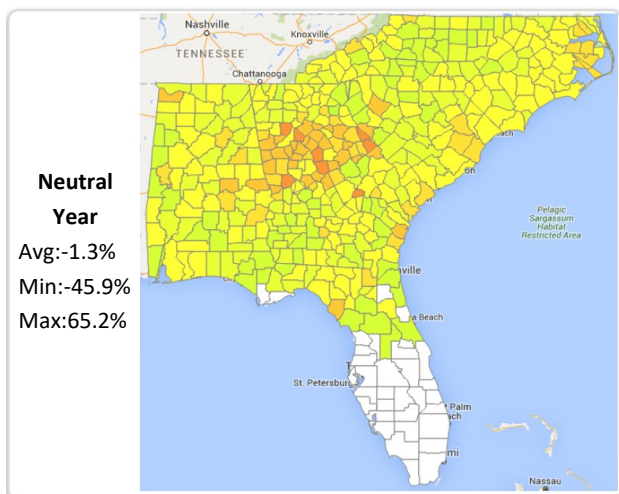 Neutral
Year
Avg:-1.3%
Min:-45.9%
Max:65.2%
Nashville
Knoxville
TENNESSEE
Chattanooga
Pelagic
Sargassum
Habitat
Restricted Area
St. Petersburg
Palm
Nassau